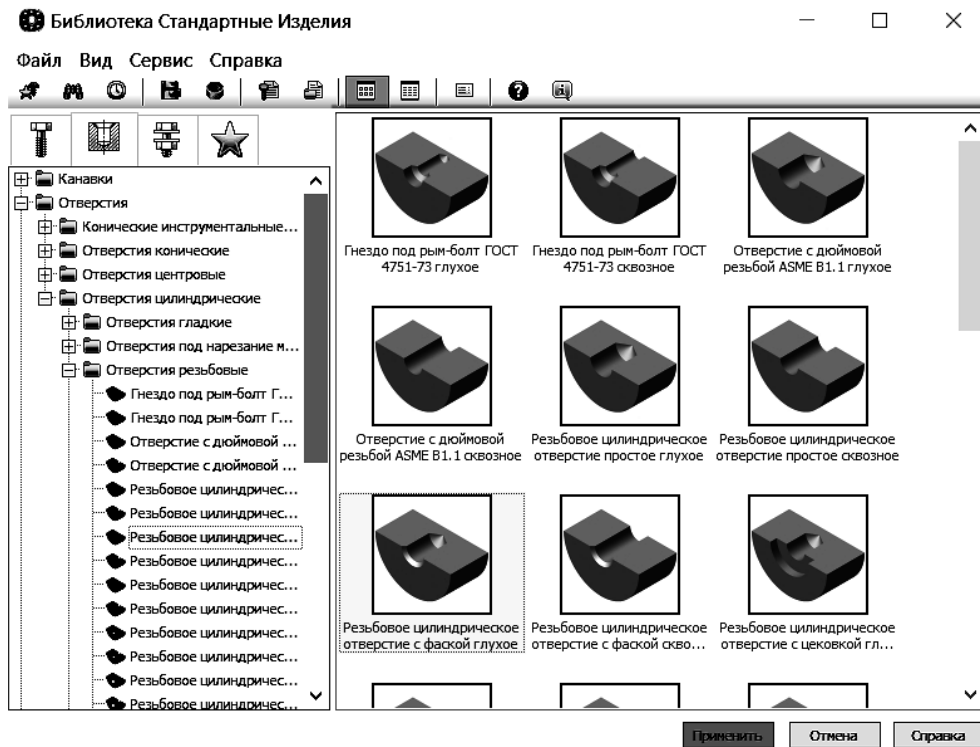 Библиотека Стандартные Изделия
Файл Вид Сервис Справка
Канавки
Отверстия
Конические инструментальные...
Отверстия конические
Отверстия центровые
Отверстия цилиндрические
Отверстия гладкие
Отверстия под нарезание м...
Отверстия резьбовые
Гнездо под рым-болт Г...
Гнездо под рым-болт Г...
Отверстие с дюймовой ...
Отверстие с дюймовой ...
Резьбовое цилиндричес...
Резьбовое цилиндричес...
Резьбовое цилиндричес...
Резьбовое цилиндричес...
Резьбовое цилиндричес...
Резьбовое цилиндричес...
Резьбовое цилиндричес...
Резьбовое цилиндричес...
Резьбовое цилиндричес...
Резьбовое цилиндричес...
Гнездо под рым-болт ГОСТ
4751-73 глухое
Гнездо под рым-болт ГОСТ
4751-73 сквозное
Отверстие с дюймовой
резьбой ASME B1.1 глухое
Отверстие с дюймовой
резьбой ASME B1.1 сквозное
Резьбовое цилиндрическое
отверстие простое глухое
Резьбовое цилиндрическое
отверстие простое сквозное
Резьбовое цилиндрическое
отверстие с фаской глухое
Резьбовое цилиндрическое
отверстие с фаской скво...
Резьбовое цилиндрическое
отверстие с цековкой гл...
Применить
Отмена
Справка